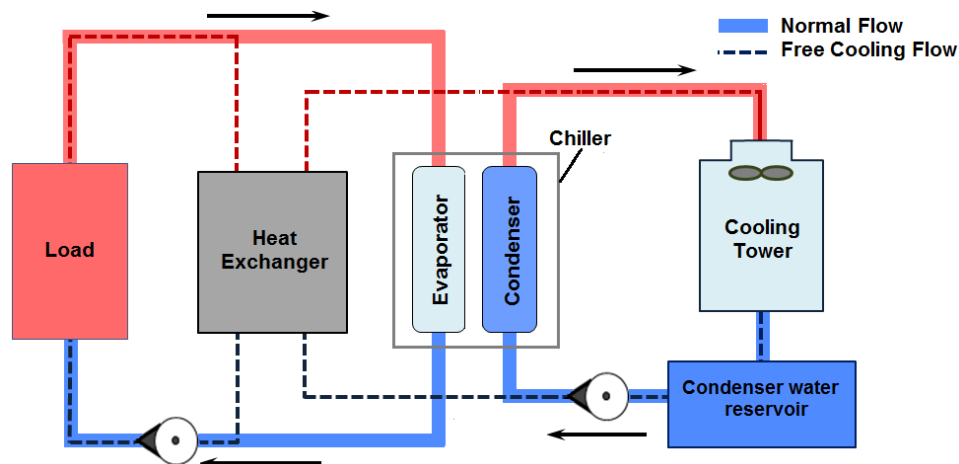 Normal Flow
Free Cooling Flow
Chiller
Load
Heat
Exchanger
Evaporator
Condenser
Cooling
Tower
Condenser water
reservoir